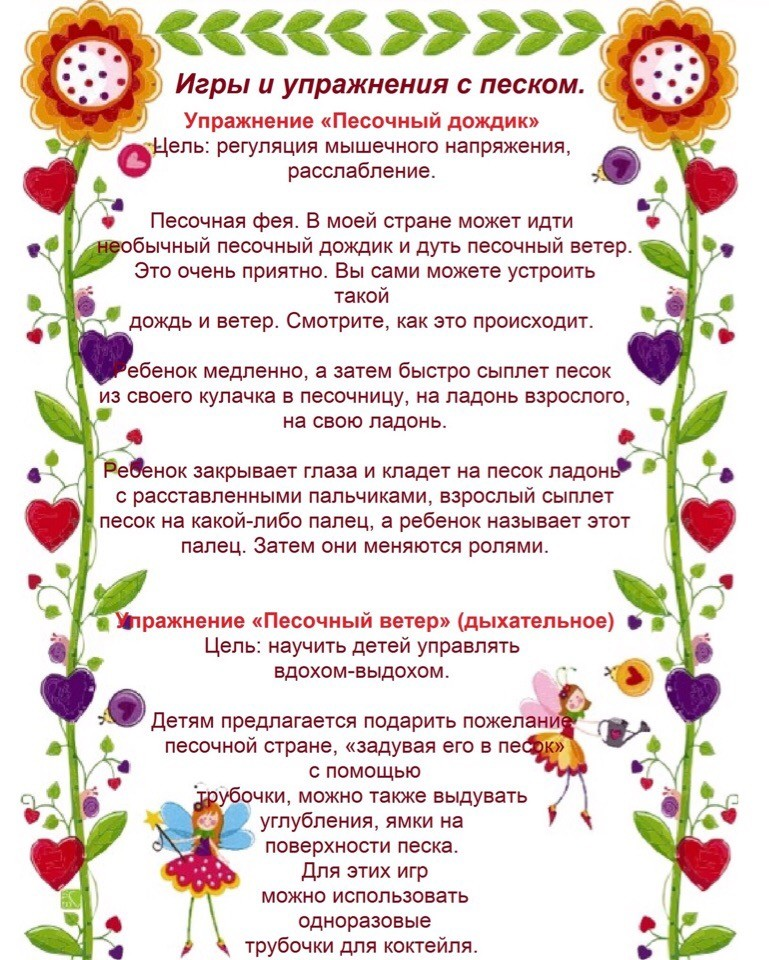 Игры и упражнения с песком.
Упражнение «Песочный дождик»
Цель: регуляция мышечного напряжения,
расслабление.
Песочная фея. В моей стране может идти
необычный песочный дождик и дуть песочный ветер.
Это очень приятно. Вы сами можете устроить
такой
дождь и ветер. Смотрите, как это происходит.
Ребенок медленно, а затем быстро сыплет песок
из своего кулачка в песочницу, на ладонь взрослого,
на свою ладонь.
Ребенок закрывает глаза и кладет на песок ладонь
с расставленными пальчиками, взрослый сыплет
песок на какой-либо палец, а ребенок называет этот
палец. Затем они меняются ролями.
Упражнение «Песочный ветер» (дыхательное)
Цель: научить детей управлять
вдохом-выдохом.
Детям предлагается подарить пожелание
песочной стране, «задувая его в песок»
с помощью
трубочки, можно также выдувать
углубления, ямки на
поверхности песка.
Для этих игр
можно использовать
одноразовые
трубочки для коктейля.